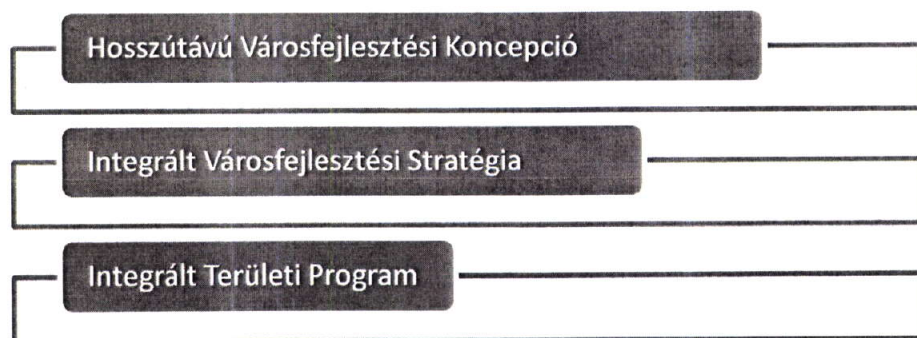 Hosszútávú Városfejlesztési Koncepció
Integrált Városfejlesztési Stratégia
Integrált Területi Program